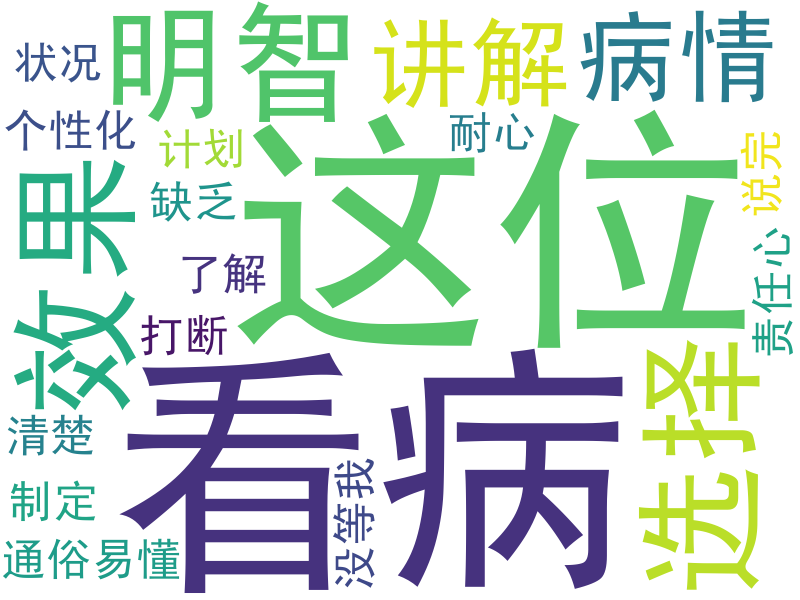 状况
明智
讲解
病情
个性化
计划
耐心
说完
这位
缺乏
效果
了解
打断
责任心
看病
选择
清楚
制定
没等我
通俗易懂